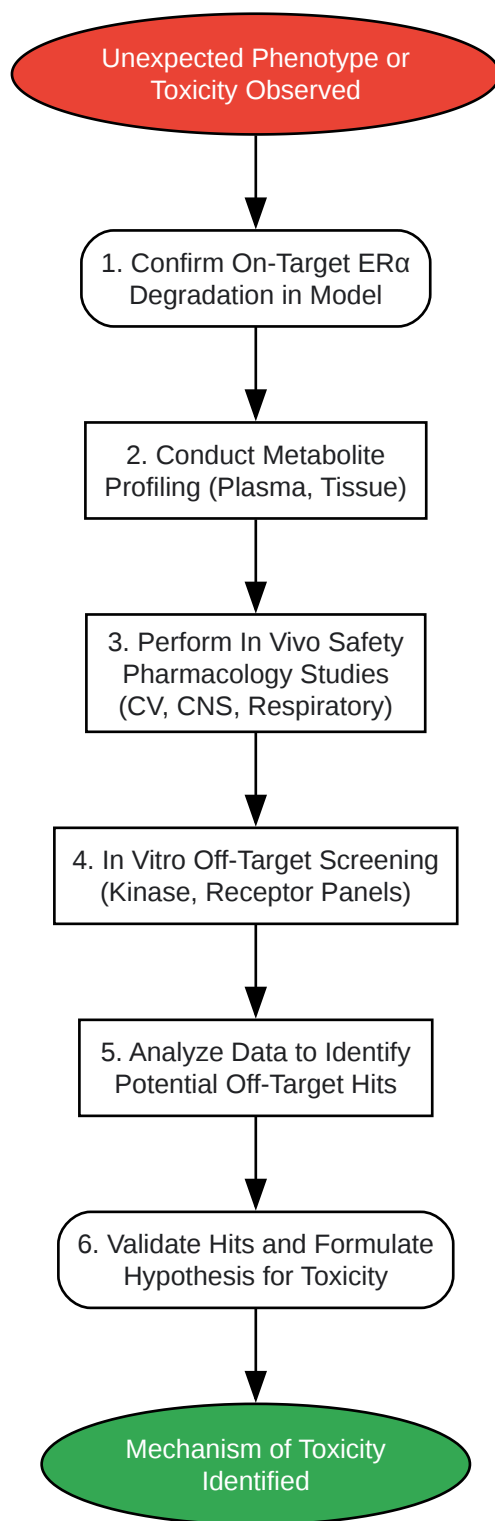 Unexpected Phenotype or
Toxicity Observed
1. Confirm On-Target ERα
Degradation in Model
2. Conduct Metabolite
Profiling (Plasma, Tissue)
3. Perform In Vivo Safety
Pharmacology Studies
(CV, CNS, Respiratory)
4. In Vitro Off-Target Screening
(Kinase, Receptor Panels)
5. Analyze Data to Identify
Potential Off-Target Hits
6. Validate Hits and Formulate
Hypothesis for Toxicity
Mechanism of Toxicity
Identified